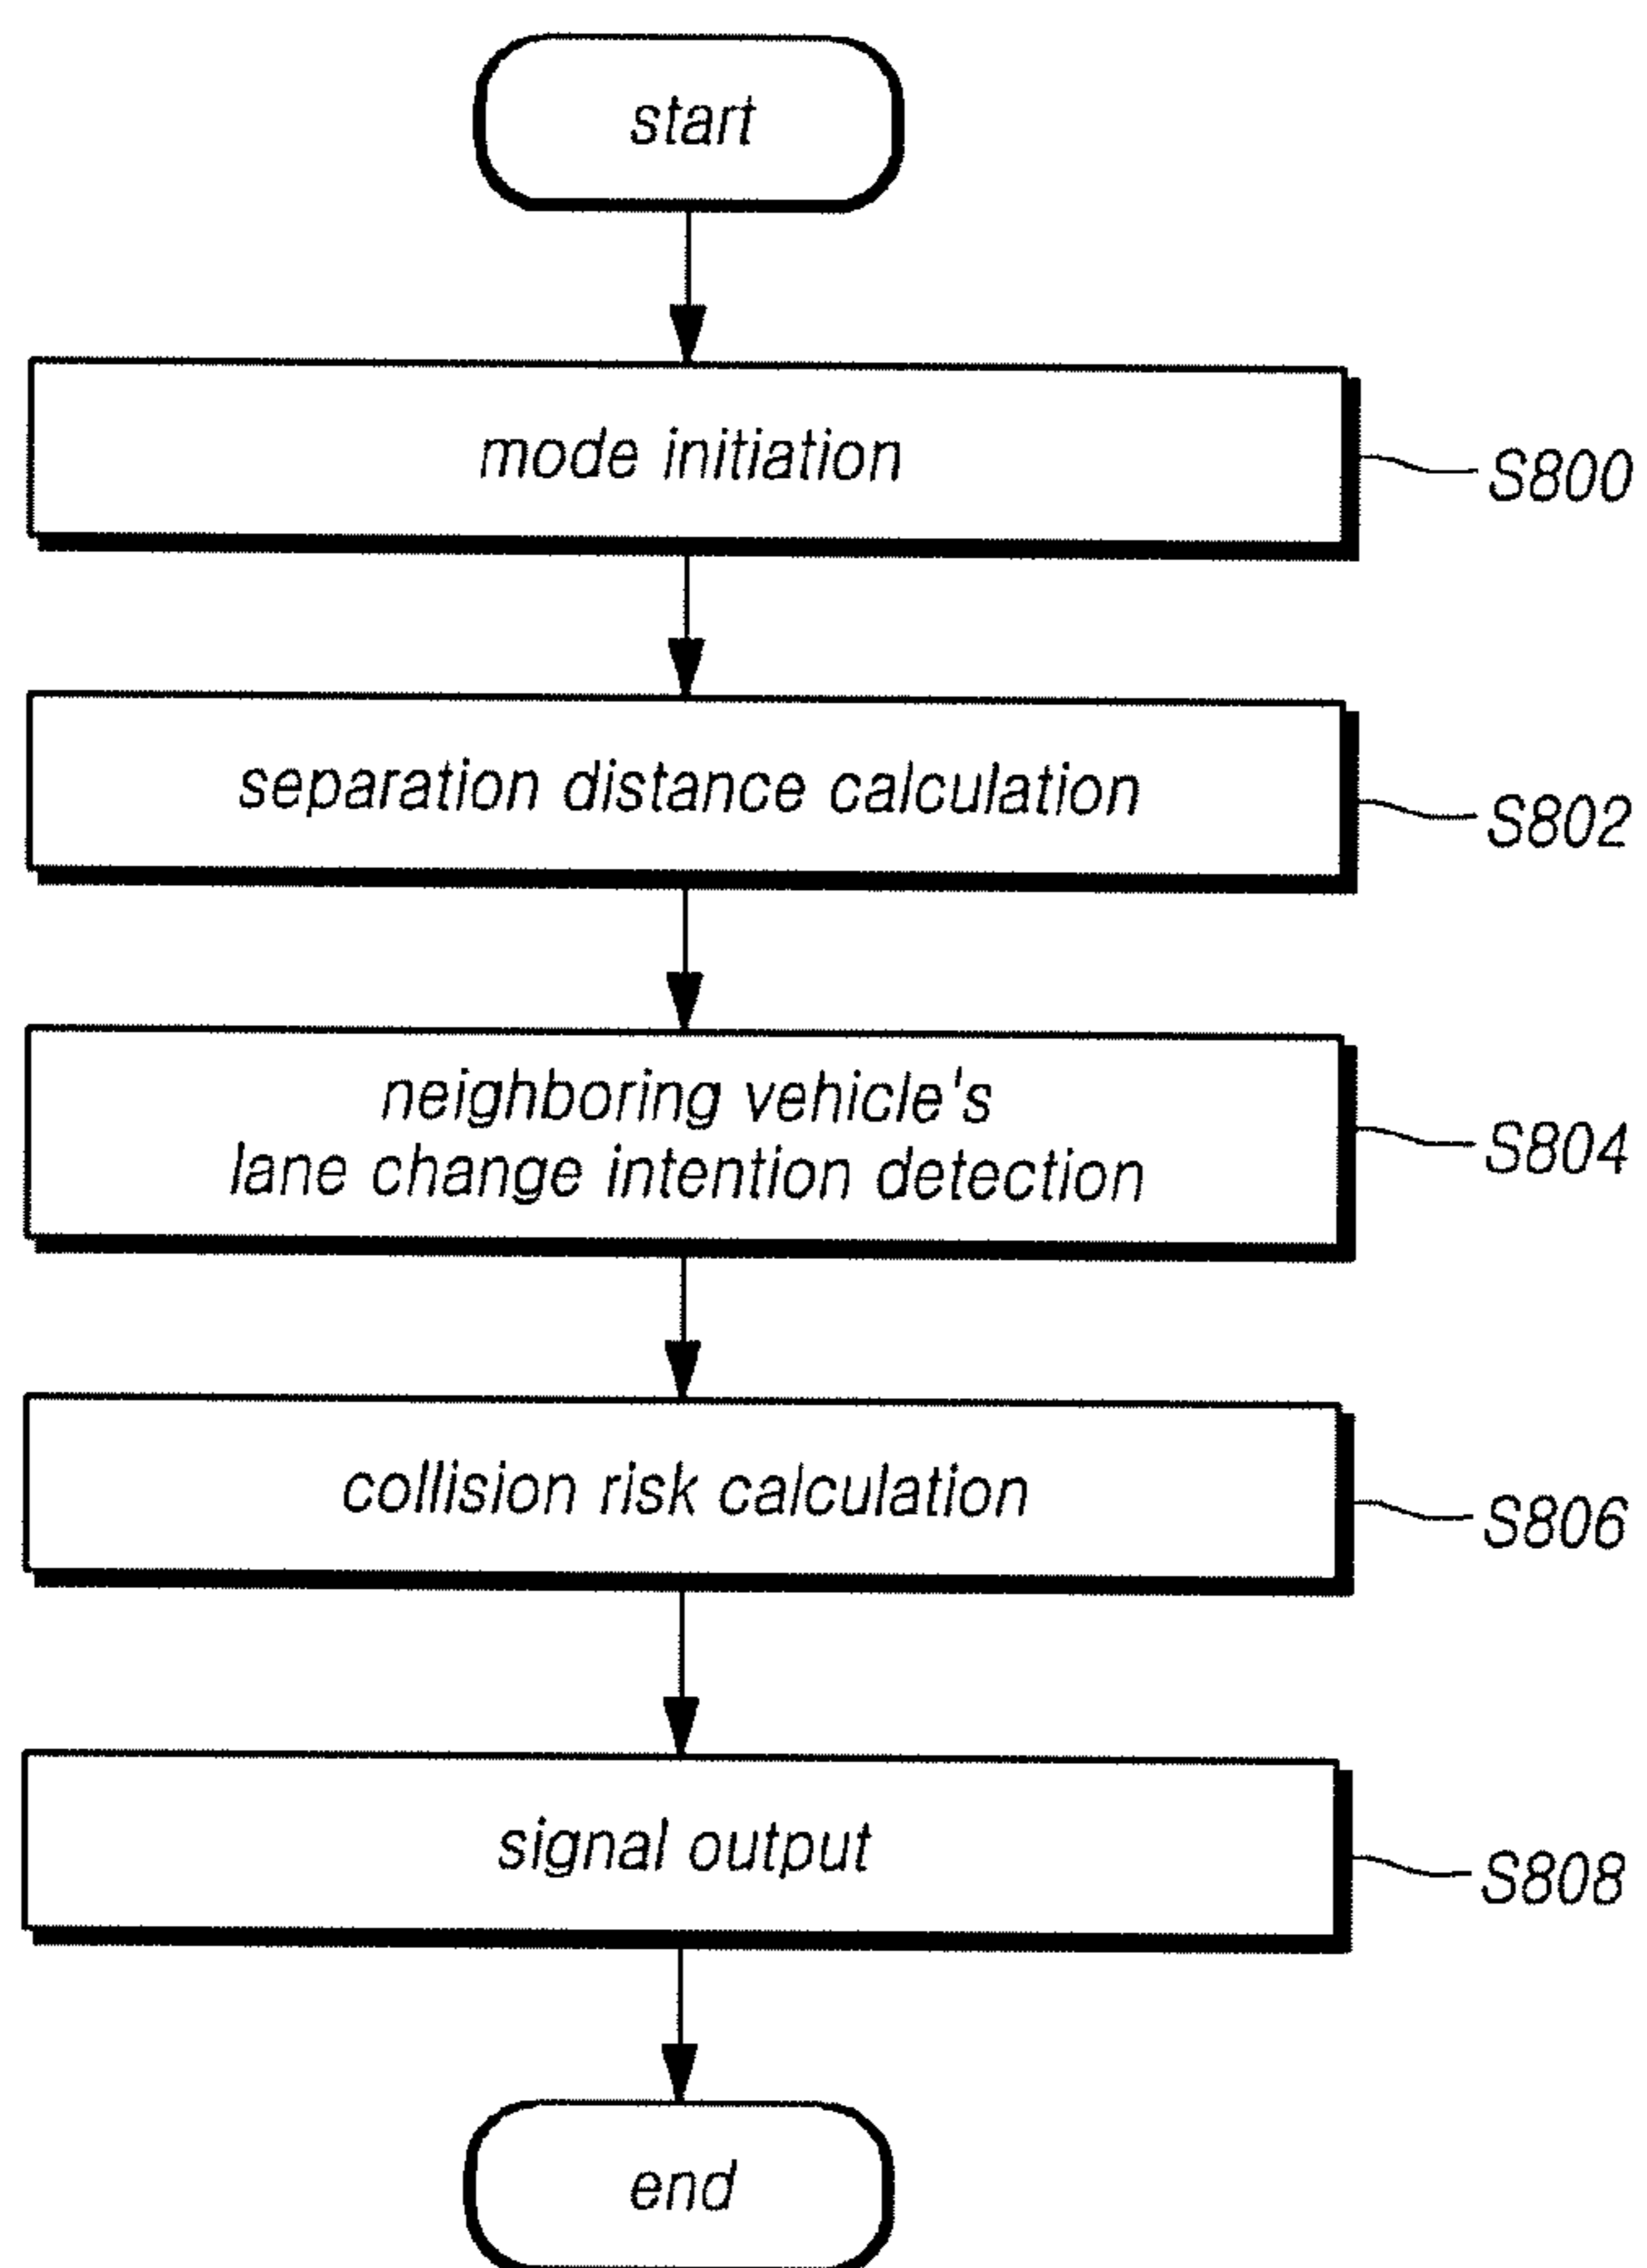 start
mode initiation
S800
separation distance calculation
S802
neighboring vehicle's
lane change intention detection
S804
collision risk calculation
S806
signal output
S808
end